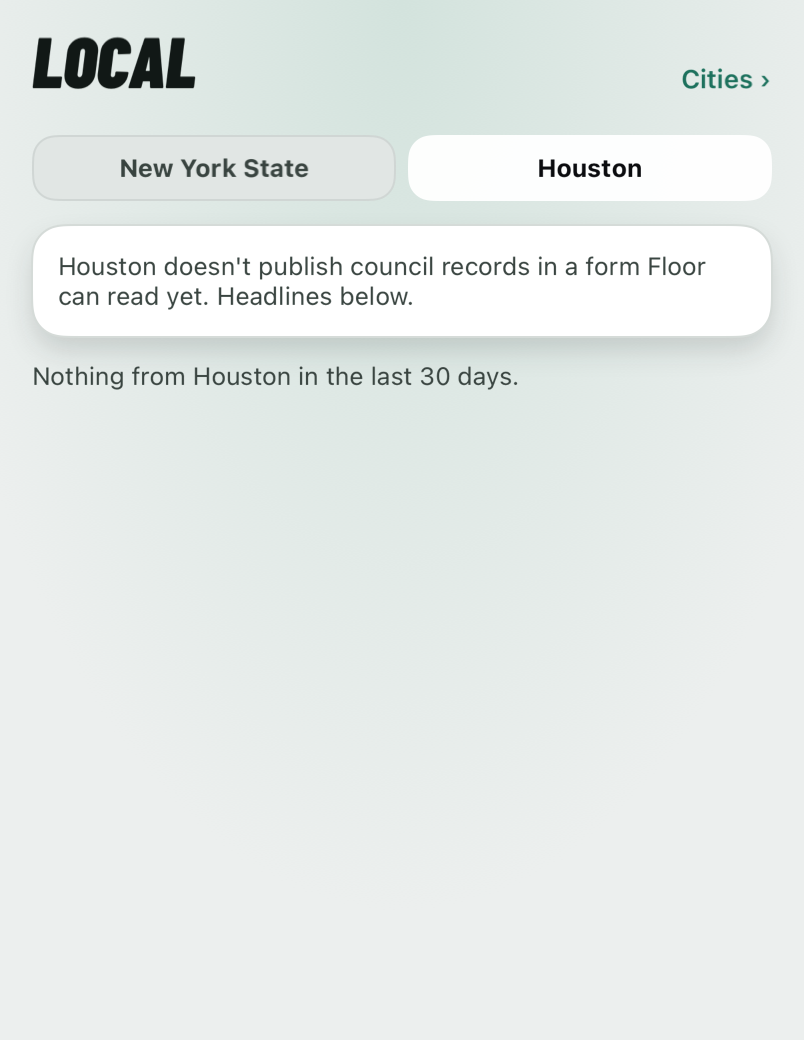 LOCAL
Cities ›
New York State
Houston
Houston doesn't publish council records in a form Floor
can read yet. Headlines below.
Nothing from Houston in the last 30 days.